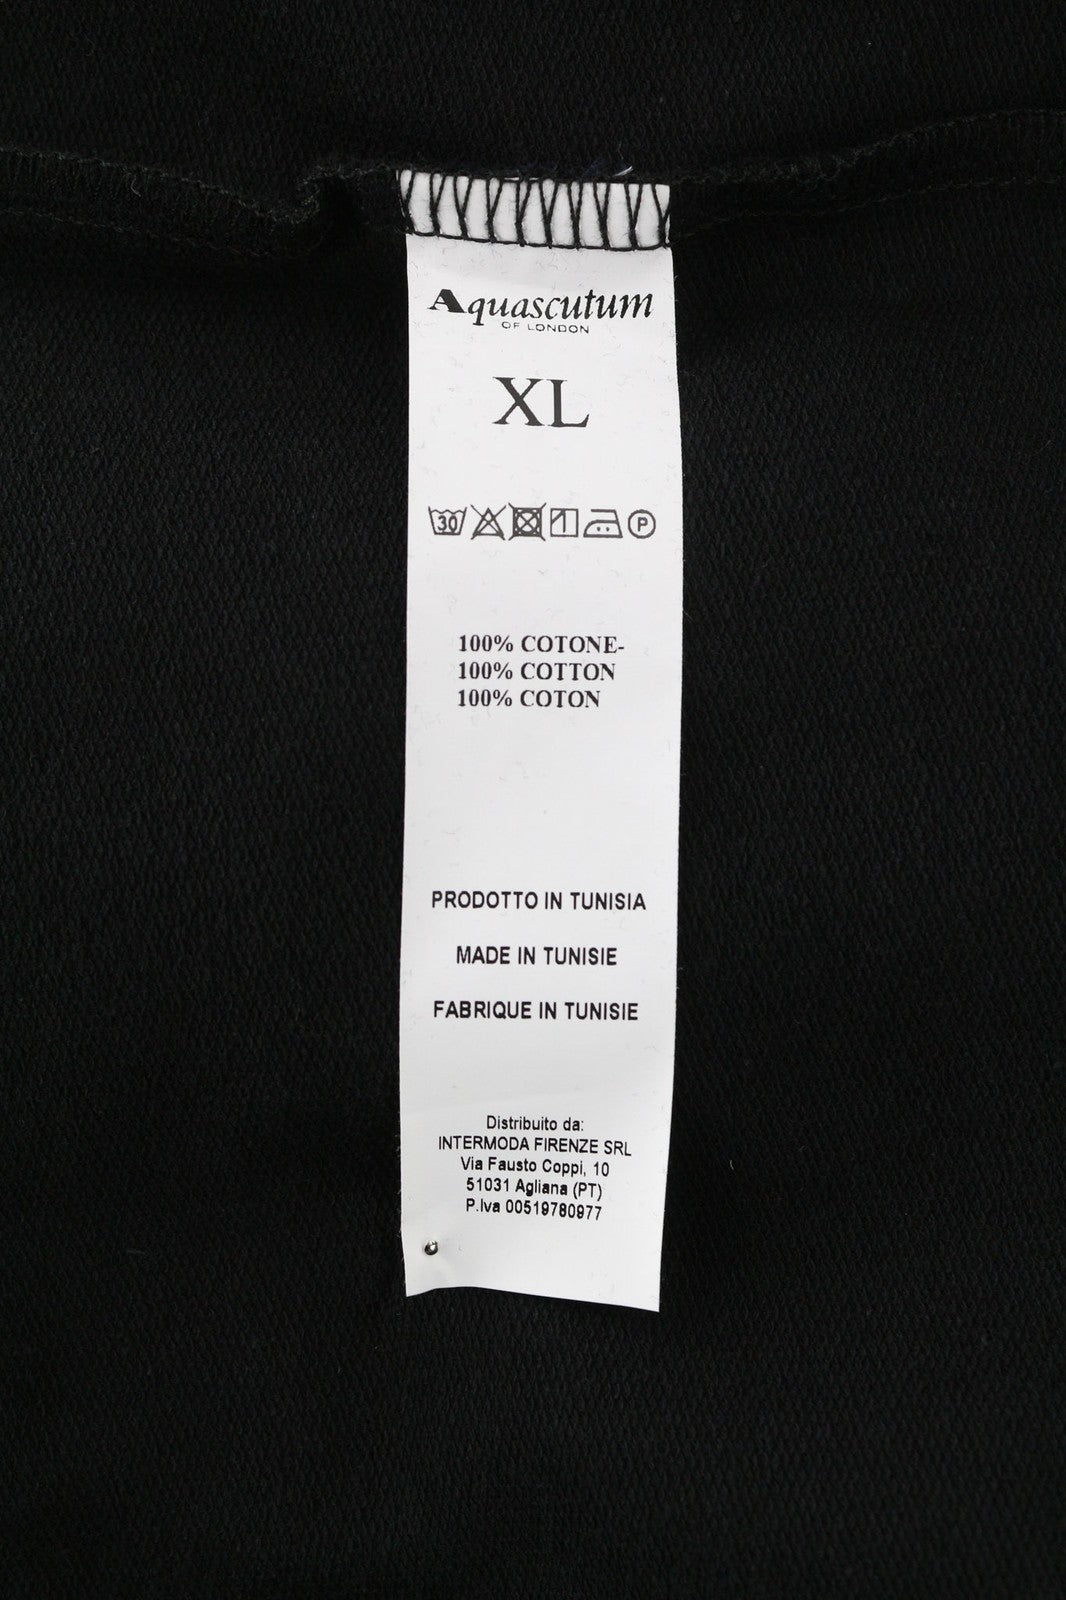 Aquascutum
OF LONDON
XL
30 P
100% COTONE-
100% COTTON
100% COTON
PRODOTTO IN TUNISIA
MADE IN TUNISIE
FABRIQUE IN TUNISIE
Distribuito da:
INTERMODA FIRENZE SRL
Via Fausto Coppi, 10
51031 Agliana (PT)
P.Iva 00519780977